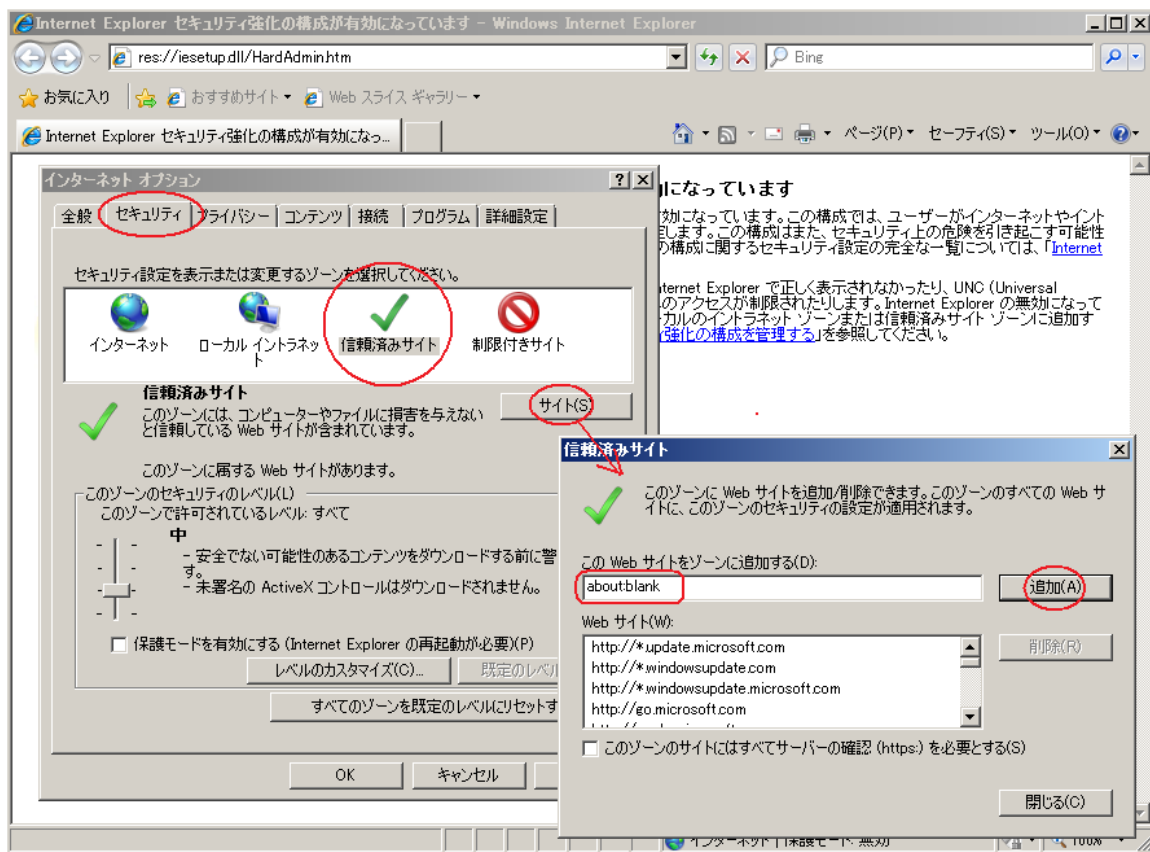 Internet Explorer セキュリティ強化の構成が有効になっています - Windows Internet Explorer
res://iesetup.dll/HardAdmin.htm
Bing
お気に入り
おすすめサイト
Web スライス ギャラリー
Internet Explorer セキュリティ強化の構成が有効になっ...
ページ(P)
セーフティ(S)
ツール(O)
インターネット オプション
全般
セキュリティ
プライバシー
コンテンツ
接続
プログラム
詳細設定
セキュリティ設定を表示または変更するゾーンを選択してください。
インターネット
ローカル イントラネッ
ト
信頼済みサイト
制限付きサイト
信頼済みサイト
このゾーンには、コンピューターやファイルに損害を与えない
と信頼している Web サイトが含まれています。
サイト(S)
このゾーンに属する Web サイトがあります。
このゾーンのセキュリティのレベル(L)
このゾーンで許可されているレベル: すべて
中
- 安全でない可能性のあるコンテンツをダウンロードする前に警
す。
- 未署名の ActiveX コントロールはダウンロードされません。
保護モードを有効にする (Internet Explorer の再起動が必要)(P)
レベルのカスタマイズ(C)...
既定のレベル
すべてのゾーンを既定のレベルにリセットす
OK
キャンセル
になっています
効になっています。この構成では、ユーザーがインターネットやイント
します。この構成はまた、セキュリティ上の危険を引き起こす可能性
の構成に関するセキュリティ設定の完全な一覧については、「Internet
nternet Explorer で正しく表示されなかったり、UNC (Universal
のアクセスが制限されたりします。Internet Explorer の無効になって
カルのイントラネット ゾーンまたは信頼済みサイト ゾーンに追加す
強化の構成を管理する」を参照してください。
信頼済みサイト
このゾーンに Web サイトを追加/削除できます。このゾーンのすべての Web サ
イトに、このゾーンのセキュリティの設定が適用されます。
この Web サイトをゾーンに追加する(D):
about:blank
追加(A)
Web サイト(W):
http://*.update.microsoft.com
http://*.windowsupdate.com
http://*.windowsupdate.microsoft.com
http://go.microsoft.com
削除(R)
このゾーンのサイトにはすべてサーバーの確認 (https:) を必要とする(S)
閉じる(C)
インターネット | 保護モード: 無効
100%